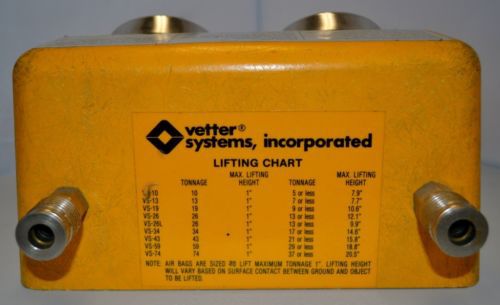 vetter®
systems, incorporated
LIFTING CHART
MAX. LIFTING MAX. LIFTING
TONNAGE HEIGHT TONNAGE HEIGHT
VS-10 10 1" 5 or less 7.9"
VS-13 13 1" 7 or less 7.7"
VS-19 19 1" 9 or less 10.6"
VS-26 26 1" 13 or less 12.1"
VS-26L 26 1" 13 or less 9.9"
VS-34 34 1" 17 or less 14.6"
VS-43 43 1" 21 or less 15.8"
VS-59 59 1" 29 or less 18.8"
VS-74 74 1" 37 or less 20.5"
NOTE: AIR BAGS ARE SIZED TO LIFT MAXIMUM TONNAGE 1". LIFTING HEIGHT
WILL VARY BASED ON SURFACE CONTACT BETWEEN GROUND AND OBJECT
TO BE LIFTED.